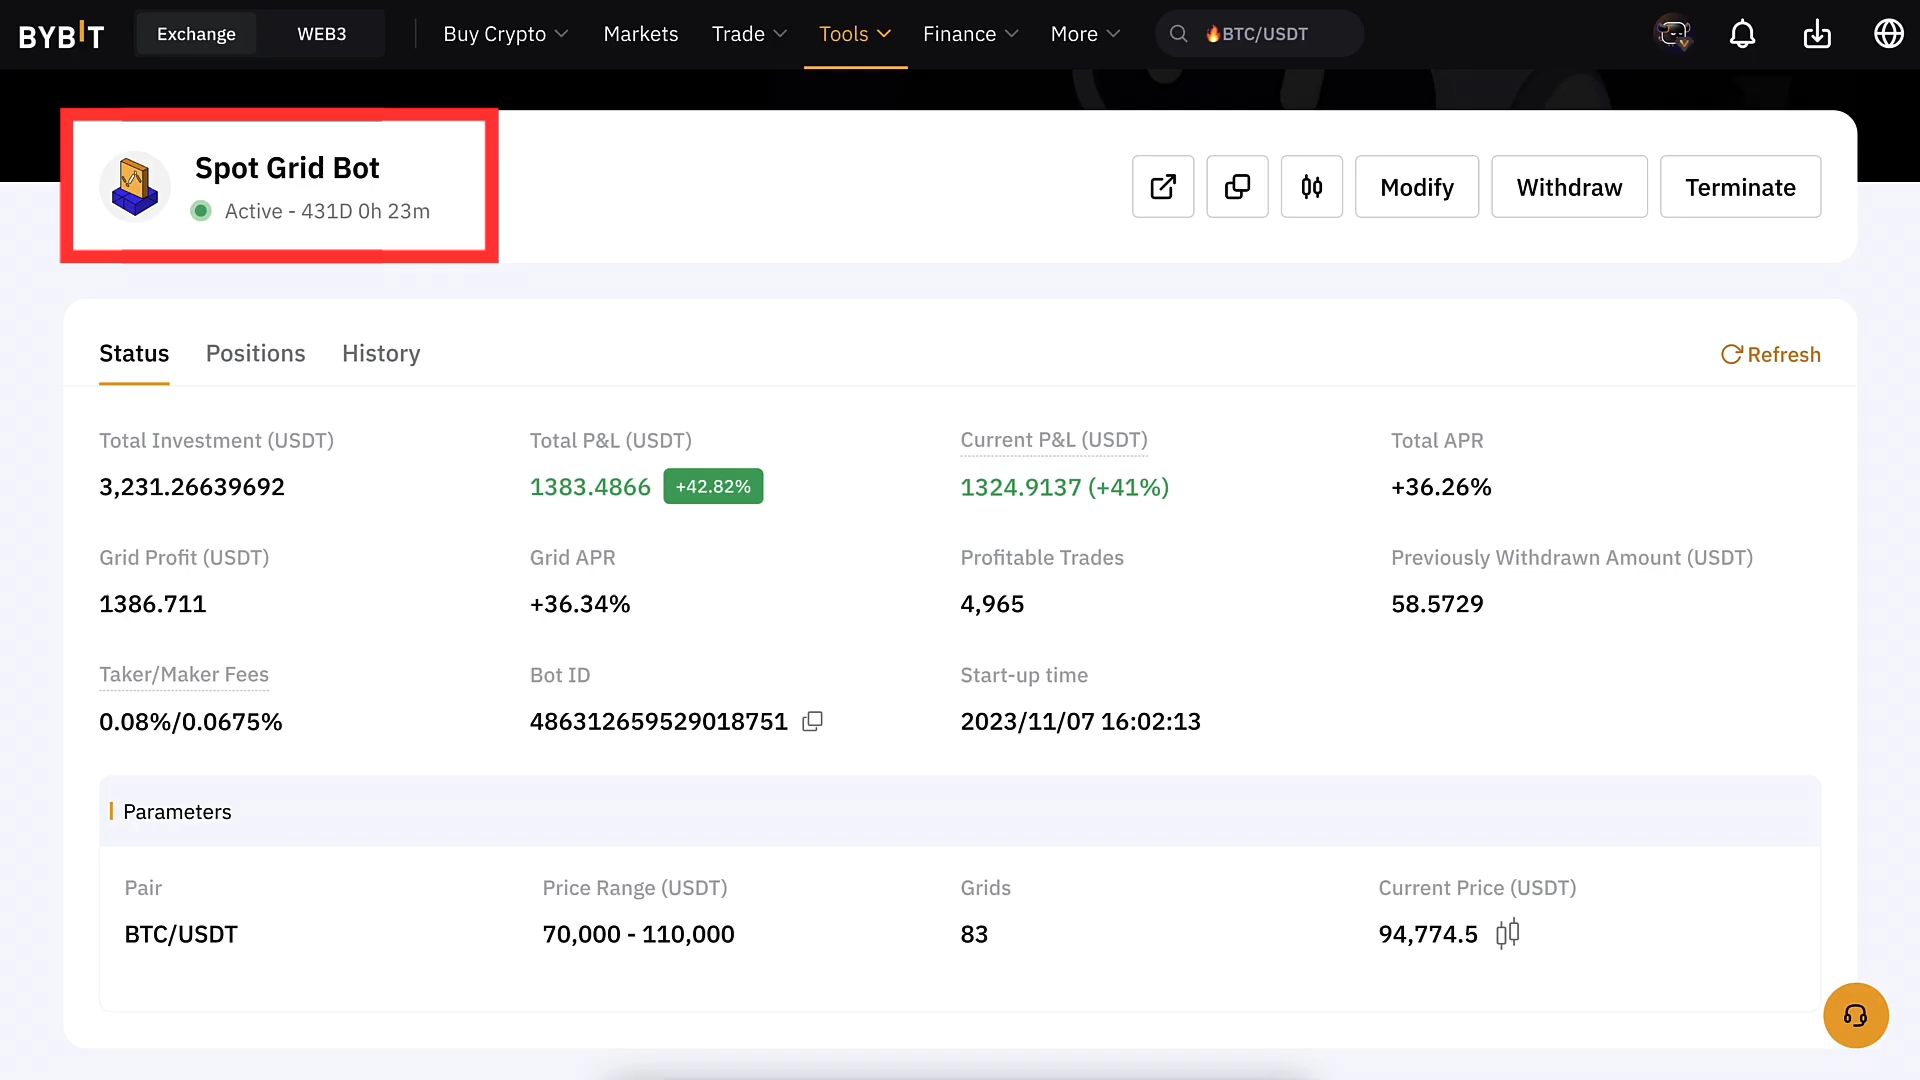 BYBIT Exchange WEB3 Buy Crypto Markets Trade Tools Finance More BTC/USDT
Spot Grid Bot
Active - 431D 0h 23m
Modify Withdraw Terminate
Status Positions History Refresh
Total Investment (USDT) Total P&L (USDT) Current P&L (USDT) Total APR
3,231.26639692 1383.4866 +42.82% 1324.9137 (+41%) +36.26%
Grid Profit (USDT) Grid APR Profitable Trades Previously Withdrawn Amount (USDT)
1386.711 +36.34% 4,965 58.5729
Taker/Maker Fees Bot ID Start-up time
0.08%/0.0675% 486312659529018751 2023/11/07 16:02:13
Parameters
Pair Price Range (USDT) Grids Current Price (USDT)
BTC/USDT 70,000 - 110,000 83 94,774.5